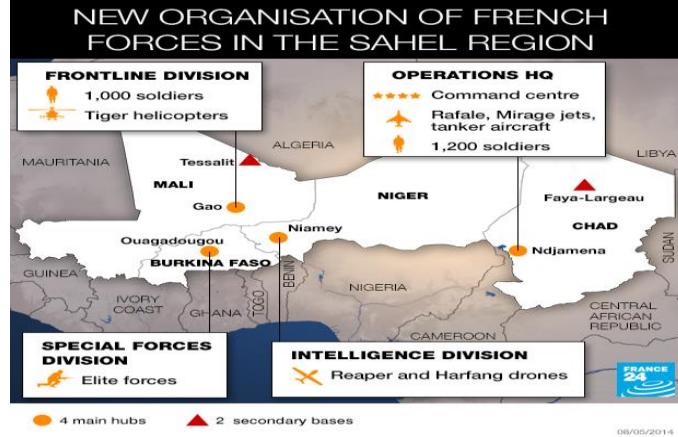 NEW ORGANISATION OF FRENCH
FORCES IN THE SAHEL REGION
FRONTLINE DIVISION
1,000 soldiers
Tiger helicopters
OPERATIONS HQ
Command centre
Rafale, Mirage jets,
tanker aircraft
1,200 soldiers
ALGERIA
LIBYA
MAURITANIA
Tessalit
MALI
NIGER
Faya-Largeau
Gao
CHAD
Niamey
Ouagadougou
Ndjamena
SUDAN
BURKINA FASO
GUINEA
BENIN
NIGERIA
IVORY
COAST
GHANA
TOGO
CENTRAL
AFRICAN
REPUBLIC
CAMEROON
SPECIAL FORCES
DIVISION
Elite forces
INTELLIGENCE DIVISION
Reaper and Harfang drones
FRANCE
24
4 main hubs
2 secondary bases
08/05/2014